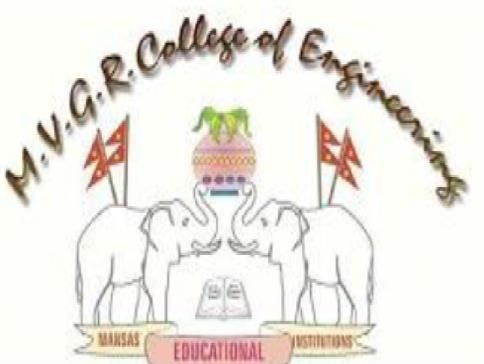 M.V.G.R.College of Engineering
MANSAS EDUCATIONAL INSTITUTIONS